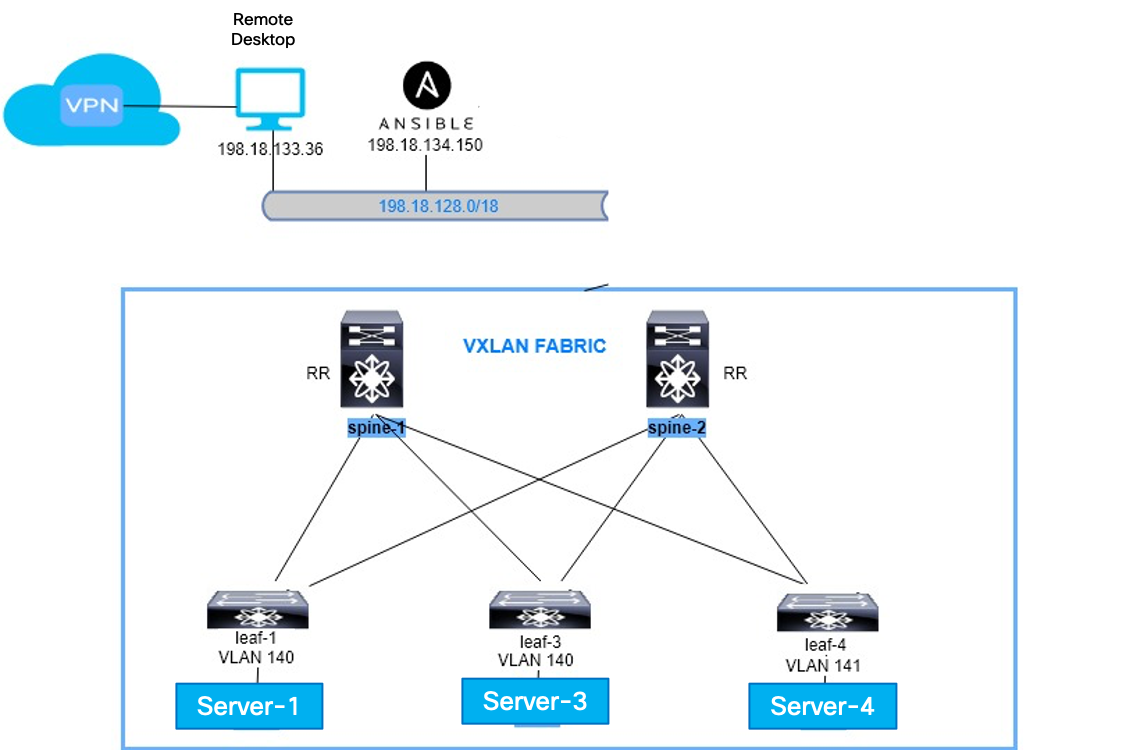 Remote
Desktop
VPN
ANSIBLE
198.18.133.36
198.18.134.150
198.18.128.0/18
VXLAN FABRIC
RR
RR
spine-1
spine-2
leaf-1
VLAN 140
leaf-3
VLAN 140
leaf-4
VLAN 141
Server-1
Server-3
Server-4